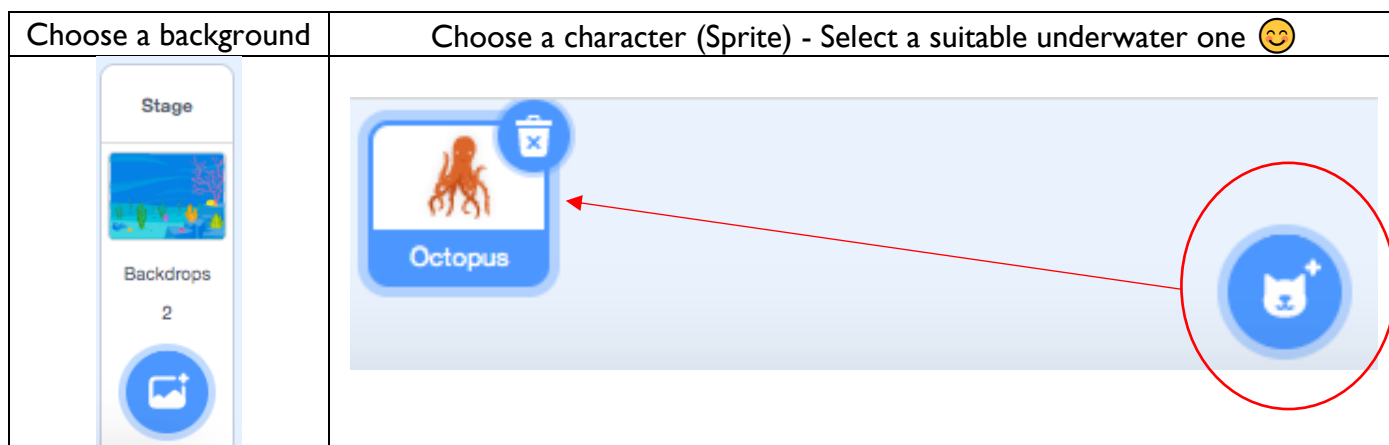 Choose a background
Choose a character (Sprite) - Select a suitable underwater one 😊
Stage
Backdrops
2
Octopus